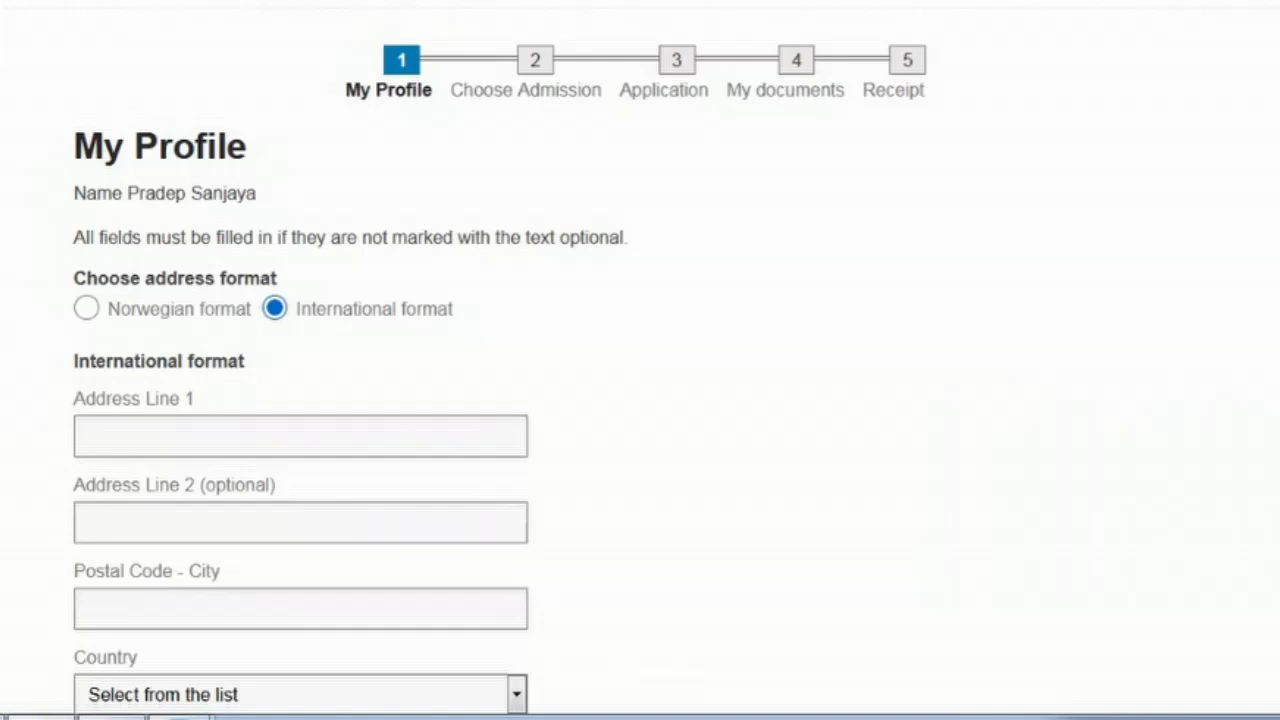 1 2 3 4 5
My Profile Choose Admission Application My documents Receipt
My Profile
Name Pradep Sanjaya
All fields must be filled in if they are not marked with the text optional.
Choose address format
Norwegian format International format
International format
Address Line 1
Address Line 2 (optional)
Postal Code - City
Country
Select from the list